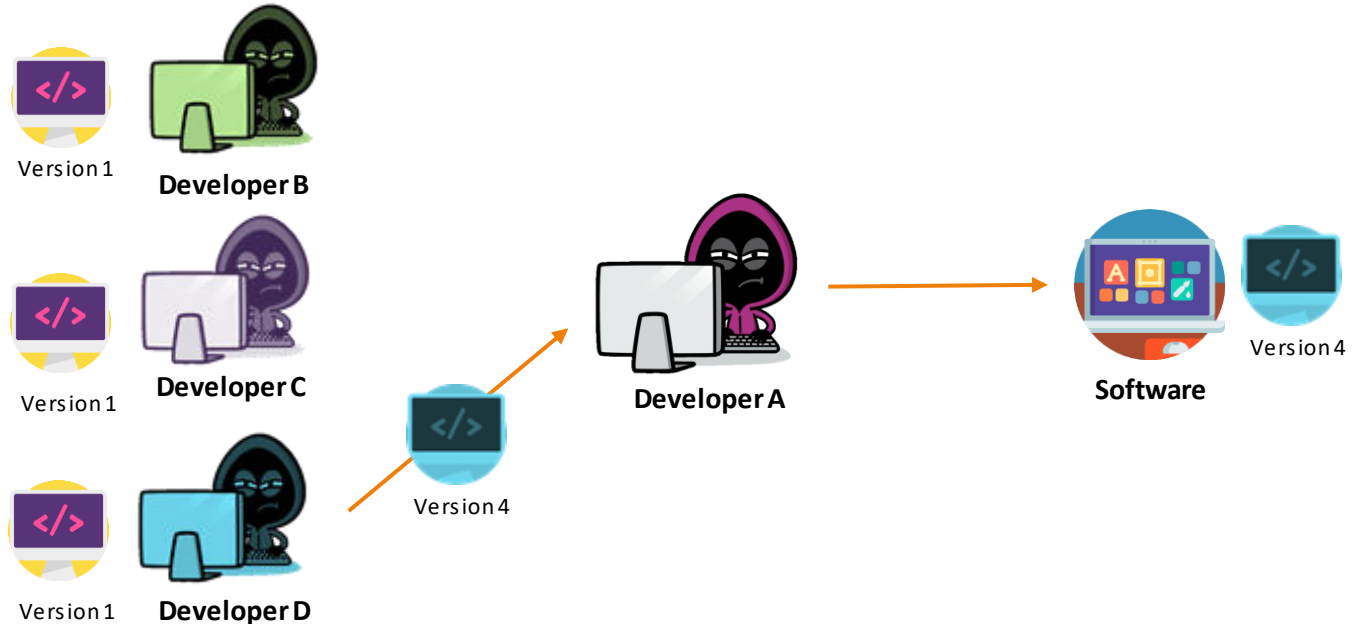 </>
Version 1
Developer B
</>
Version 1
Developer C
</>
Version 1
Developer D
</>
Version 4
Developer A
A
Software
</>
Version 4